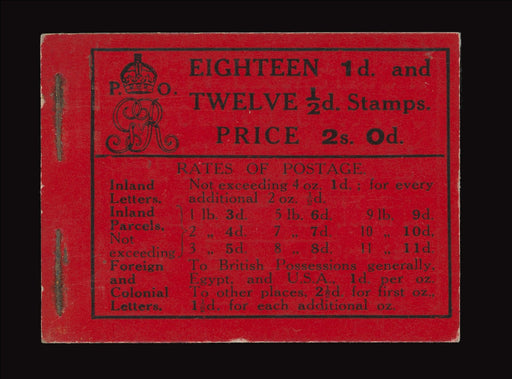 EIGHTEEN 1d. and
TWELVE ½d. Stamps.
PRICE 2s. 0d.
P. O.
GR
RATES OF POSTAGE
Inland Letters. Not exceeding 4 oz. 1d. ; for every additional 2 oz. ½d.
Inland Parcels. Not exceeding
1 lb. 3d. 5 lb. 6d. 9 lb. 9d.
2 „ 4d. 7 „ 7d. 10 „ 10d.
3 „ 5d. 8 „ 8d. 11 „ 11d.
Foreign and Colonial Letters.
To British Possessions generally,
Egypt, and U.S.A., 1d. per oz.
To other places, 2½d for first oz.,
1½d. for each additional oz.